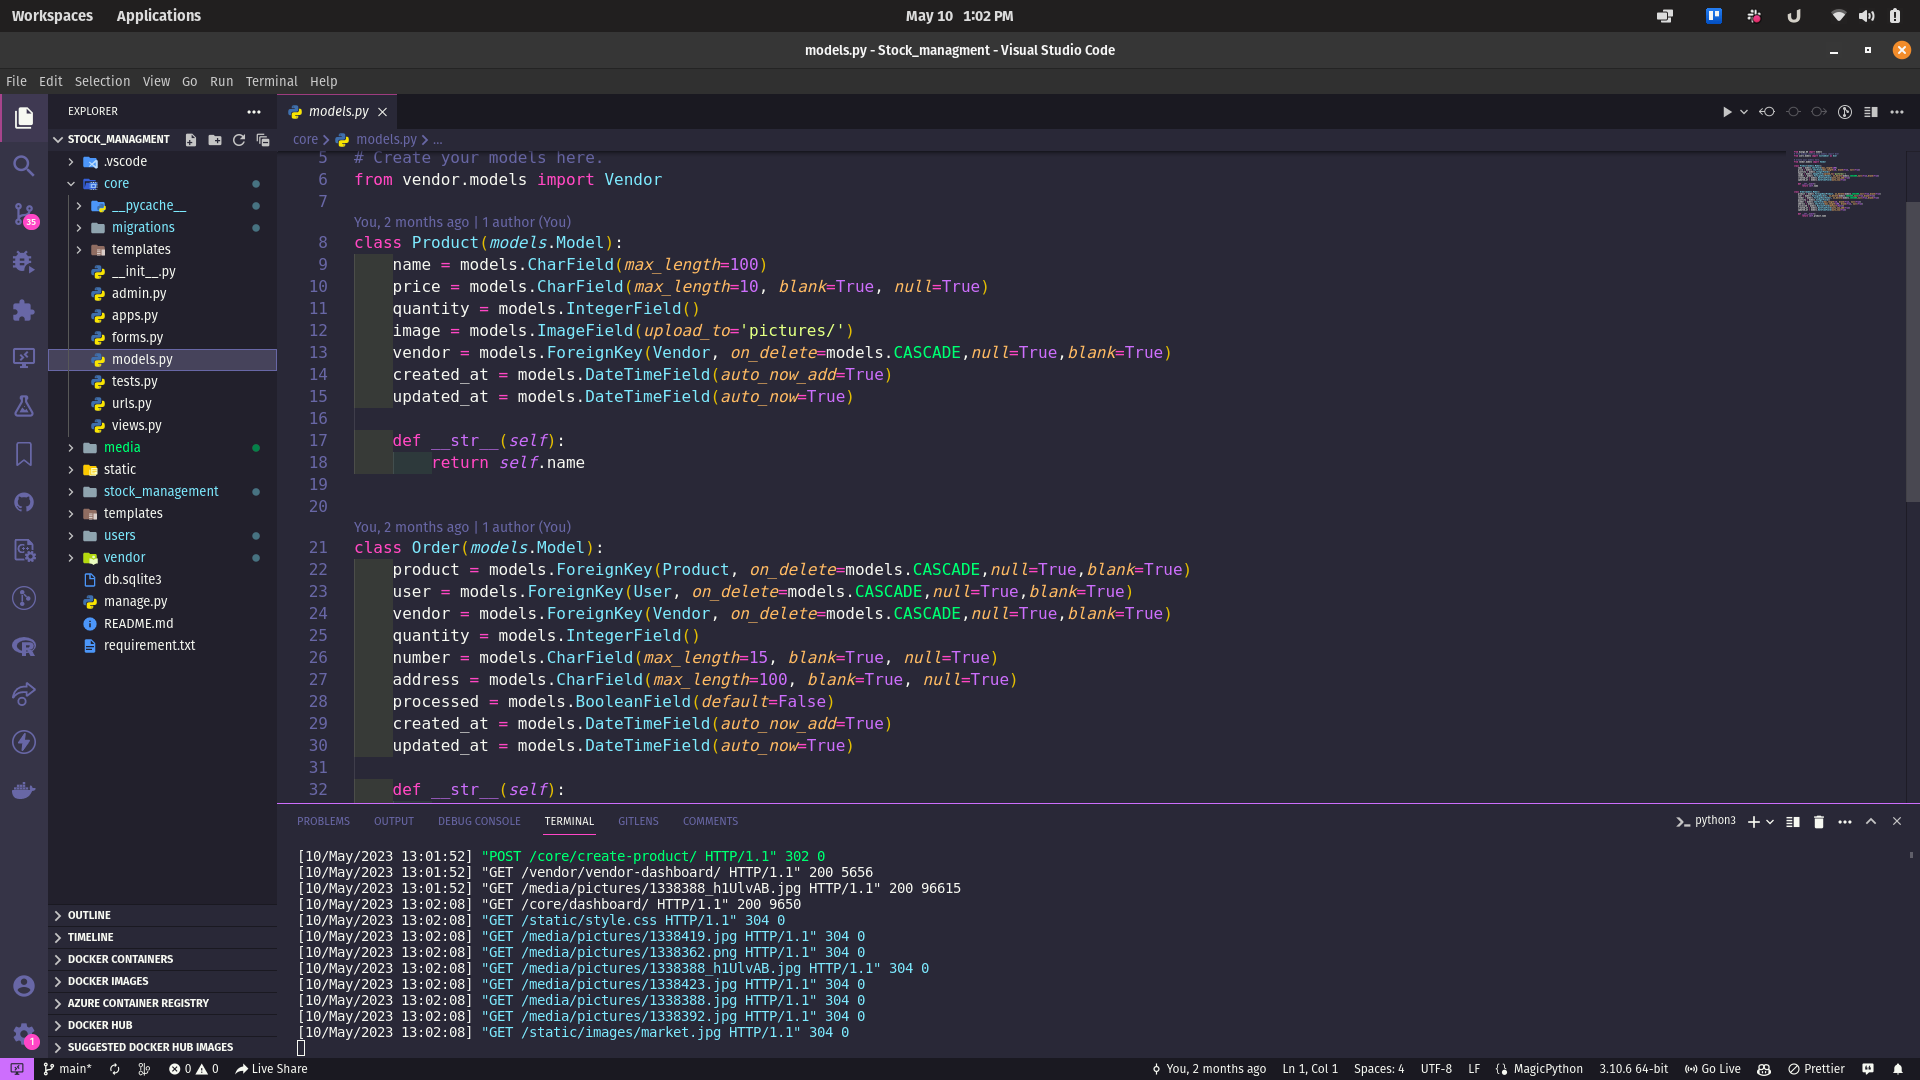 Workspaces Applications May 10 1:02 PM
models.py - Stock_managment - Visual Studio Code
File Edit Selection View Go Run Terminal Help
EXPLORER
STOCK_MANAGMENT
.vscode
core
__pycache__
migrations
templates
__init__.py
admin.py
apps.py
forms.py
models.py
tests.py
urls.py
views.py
media
static
stock_management
templates
users
vendor
db.sqlite3
manage.py
README.md
requirement.txt
OUTLINE
TIMELINE
DOCKER CONTAINERS
DOCKER IMAGES
AZURE CONTAINER REGISTRY
DOCKER HUB
SUGGESTED DOCKER HUB IMAGES
35
1
models.py
core > models.py > ...
5 # Create your models here.
6 from vendor.models import Vendor
7
You, 2 months ago | 1 author (You)
8 class Product(models.Model):
9 name = models.CharField(max_length=100)
10 price = models.CharField(max_length=10, blank=True, null=True)
11 quantity = models.IntegerField()
12 image = models.ImageField(upload_to='pictures/')
13 vendor = models.ForeignKey(Vendor, on_delete=models.CASCADE,null=True,blank=True)
14 created_at = models.DateTimeField(auto_now_add=True)
15 updated_at = models.DateTimeField(auto_now=True)
16
17 def __str__(self):
18 return self.name
19
20
You, 2 months ago | 1 author (You)
21 class Order(models.Model):
22 product = models.ForeignKey(Product, on_delete=models.CASCADE,null=True,blank=True)
23 user = models.ForeignKey(User, on_delete=models.CASCADE,null=True,blank=True)
24 vendor = models.ForeignKey(Vendor, on_delete=models.CASCADE,null=True,blank=True)
25 quantity = models.IntegerField()
26 number = models.CharField(max_length=15, blank=True, null=True)
27 address = models.CharField(max_length=100, blank=True, null=True)
28 processed = models.BooleanField(default=False)
29 created_at = models.DateTimeField(auto_now_add=True)
30 updated_at = models.DateTimeField(auto_now=True)
31
32 def __str__(self):
PROBLEMS OUTPUT DEBUG CONSOLE TERMINAL GITLENS COMMENTS python3
[10/May/2023 13:01:52] "POST /core/create-product/ HTTP/1.1" 302 0
[10/May/2023 13:01:52] "GET /vendor/vendor-dashboard/ HTTP/1.1" 200 5656
[10/May/2023 13:01:52] "GET /media/pictures/1338388_h1UlvAB.jpg HTTP/1.1" 200 96615
[10/May/2023 13:02:08] "GET /core/dashboard/ HTTP/1.1" 200 9650
[10/May/2023 13:02:08] "GET /static/style.css HTTP/1.1" 304 0
[10/May/2023 13:02:08] "GET /media/pictures/1338419.jpg HTTP/1.1" 304 0
[10/May/2023 13:02:08] "GET /media/pictures/1338362.png HTTP/1.1" 304 0
[10/May/2023 13:02:08] "GET /media/pictures/1338388_h1UlvAB.jpg HTTP/1.1" 304 0
[10/May/2023 13:02:08] "GET /media/pictures/1338423.jpg HTTP/1.1" 304 0
[10/May/2023 13:02:08] "GET /media/pictures/1338388.jpg HTTP/1.1" 304 0
[10/May/2023 13:02:08] "GET /media/pictures/1338392.jpg HTTP/1.1" 304 0
[10/May/2023 13:02:08] "GET /static/images/market.jpg HTTP/1.1" 304 0
main* 0 0 Live Share You, 2 months ago Ln 1, Col 1 Spaces: 4 UTF-8 LF MagicPython 3.10.6 64-bit Go Live Prettier